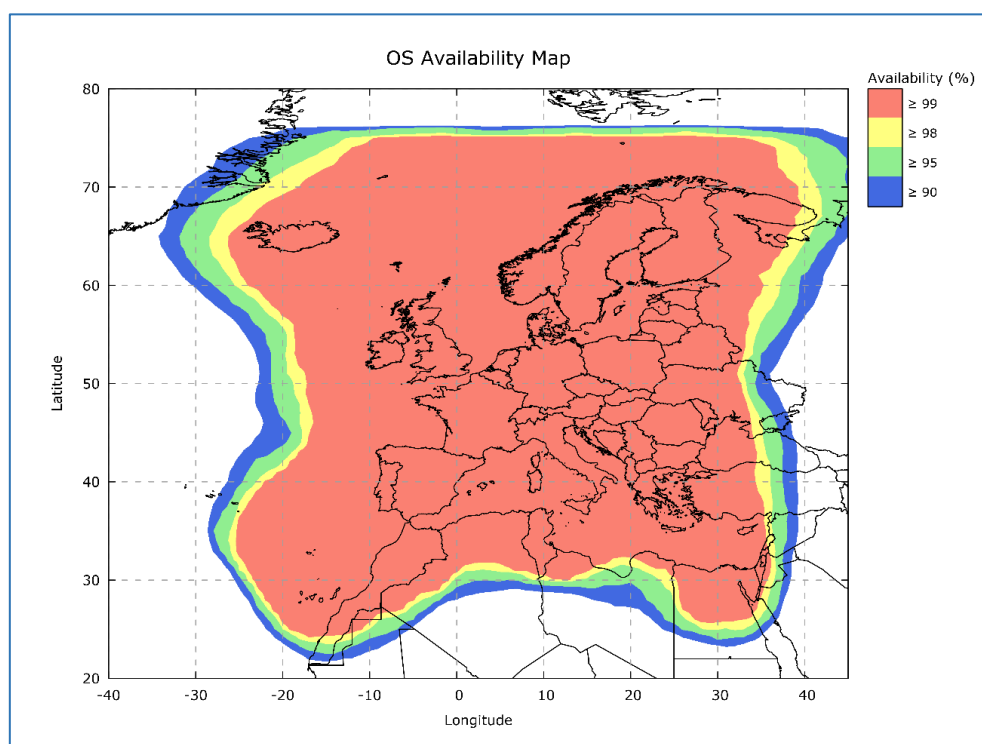 OS Availability Map
Availability (%)
≥ 99
≥ 98
≥ 95
≥ 90
Latitude
80
70
60
50
40
30
20
-40 -30 -20 -10 0 10 20 30 40
Longitude